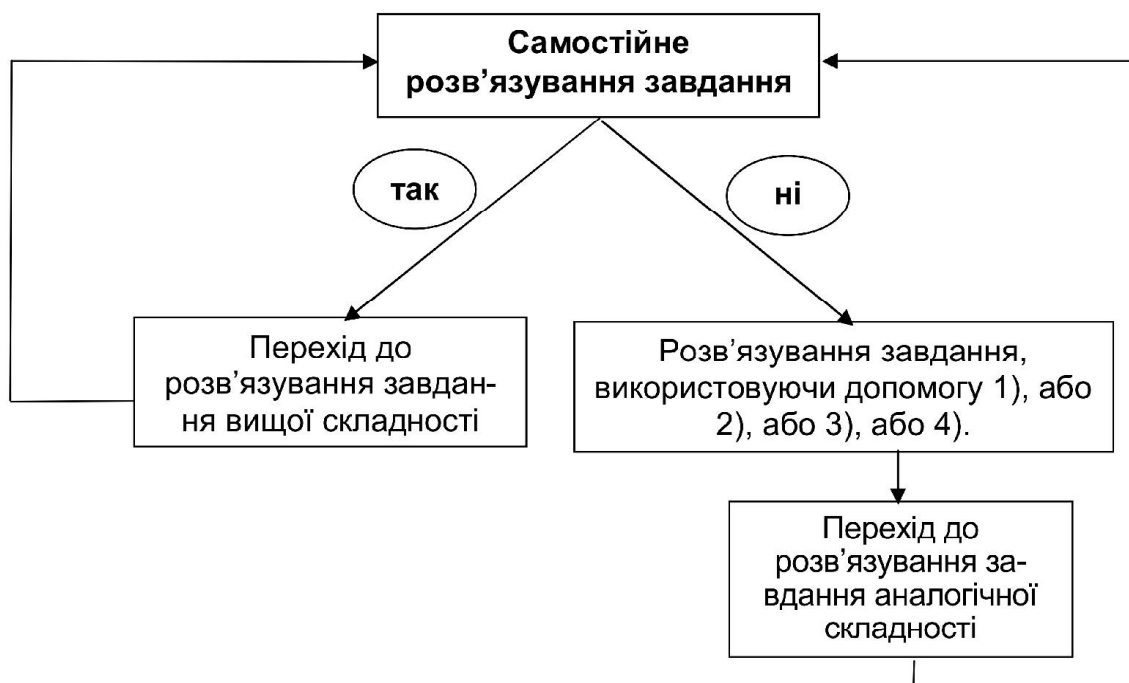 Самостійне
розв’язування завдання
так
ні
Перехід до
розв’язування завдан-
ня вищої складності
Розв’язування завдання,
використовуючи допомогу 1), або
2), або 3), або 4).
Перехід до
розв’язування за-
вдання аналогічної
складності